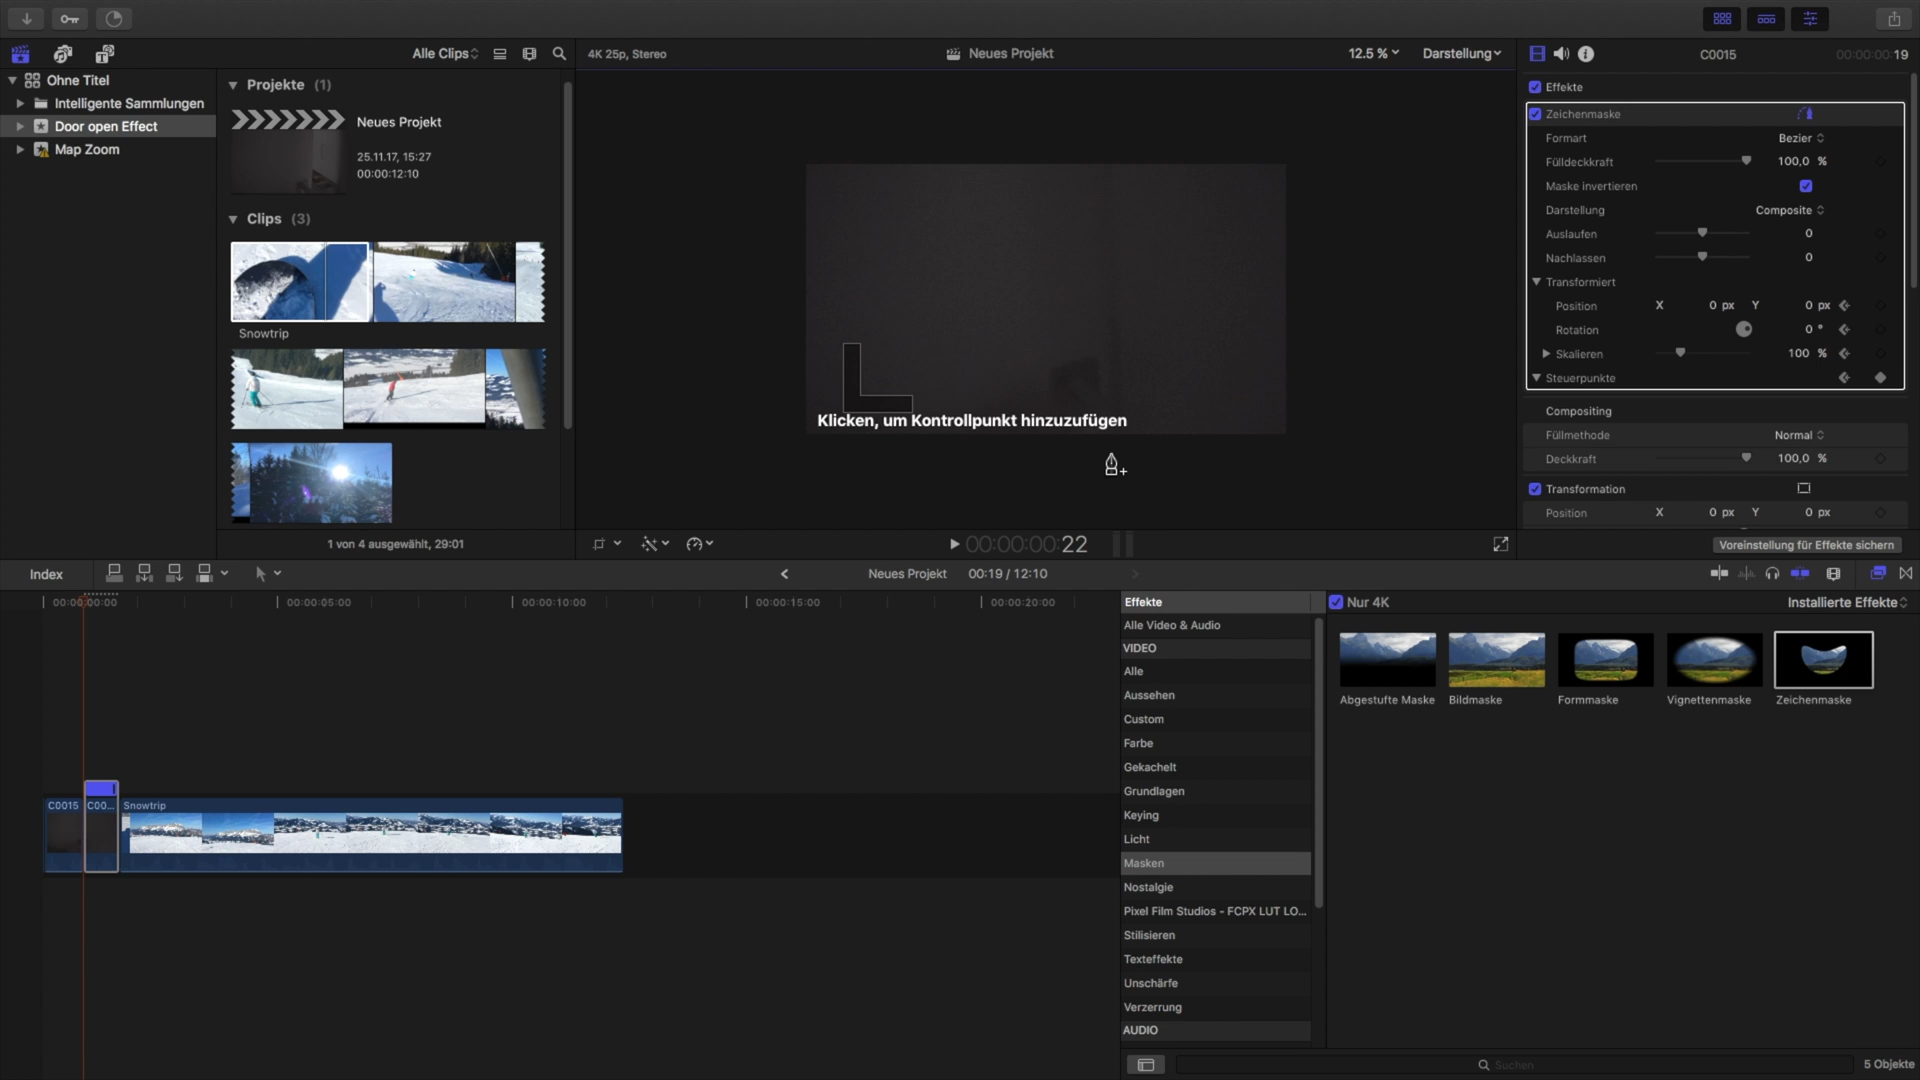 Alle Clips
4K 25p, Stereo
Neues Projekt
12.5 %
Darstellung
C0015
00:00:00:19
Ohne Titel
Intelligente Sammlungen
Door open Effect
Map Zoom
Projekte (1)
Neues Projekt
25.11.17, 15:27
00:00:12:10
Clips (3)
Snowtrip
1 von 4 ausgewählt, 29:01
Klicken, um Kontrollpunkt hinzuzufügen
00:00:00:22
Effekte
Zeichenmaske
Formart Bezier
Fülldeckkraft 100,0 %
Maske invertieren
Darstellung Composite
Auslaufen 0
Nachlassen 0
Transformiert
Position X 0 px Y 0 px
Rotation 0 °
Skalieren 100 %
Steuerpunkte
Compositing
Füllmethode Normal
Deckkraft 100,0 %
Transformation
Position X 0 px Y 0 px
Voreinstellung für Effekte sichern
Index
Neues Projekt 00:19 / 12:10
00:00:00:00
00:00:05:00
00:00:10:00
00:00:15:00
00:00:20:00
C0015
C00...
Snowtrip
Effekte
Alle Video & Audio
VIDEO
Alle
Aussehen
Custom
Farbe
Gekachelt
Grundlagen
Keying
Licht
Masken
Nostalgie
Pixel Film Studios - FCPX LUT LO...
Stilisieren
Texteffekte
Unschärfe
Verzerrung
AUDIO
Nur 4K
Installierte Effekte
Abgestufte Maske
Bildmaske
Formmaske
Vignettenmaske
Zeichenmaske
Suchen
5 Objekte